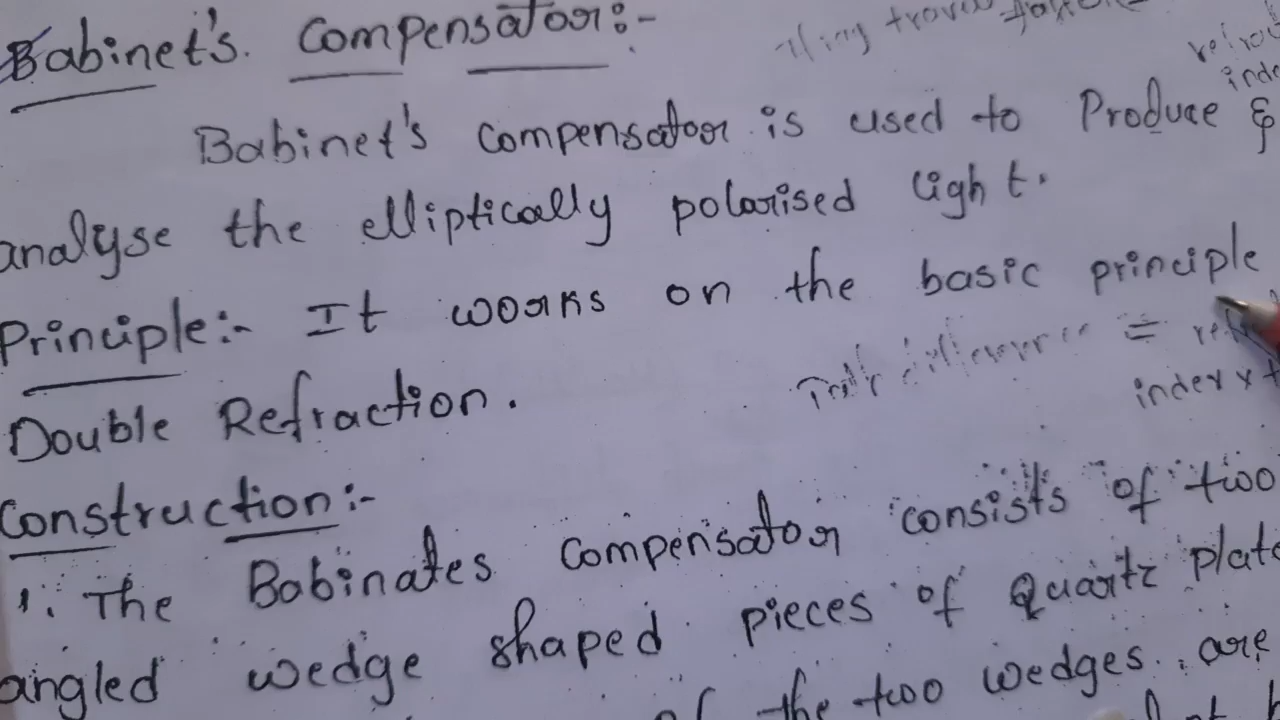 Babinet's Compensator:-
Babinet's compensator is used to Produce &
analyse the elliptically polarised light.
Principle:- It works on the basic principle
Double Refraction.
Construction:-
1. The Babinates compensator consists of two
angled wedge shaped pieces of Quartz plate
of the two wedges are